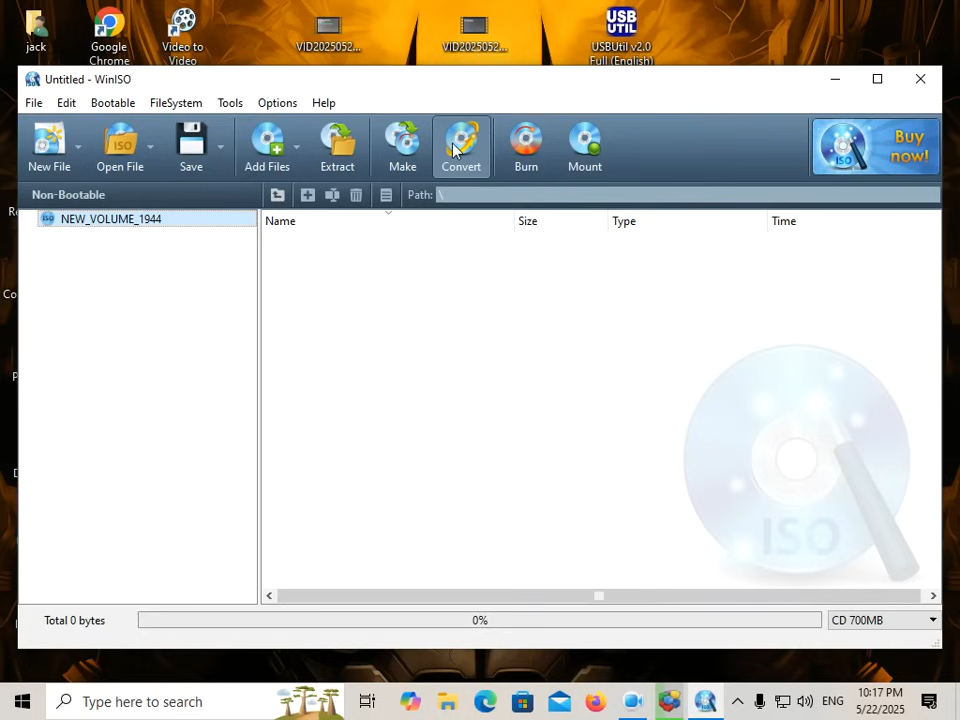 jack
Google
Chrome
Video to
Video
VID2025052...
VID2025052...
USB
UTIL
USBUtil v2.0
Full (English)
Untitled - WinISO
File Edit Bootable FileSystem Tools Options Help
New File Open File Save Add Files Extract Make Convert Burn Mount
ISO
ISO
Buy
now!
Non-Bootable
Path: \
ISO NEW_VOLUME_1944
Name Size Type Time
ISO
Total 0 bytes 0% CD 700MB
Type here to search
ENG
10:17 PM
5/22/2025